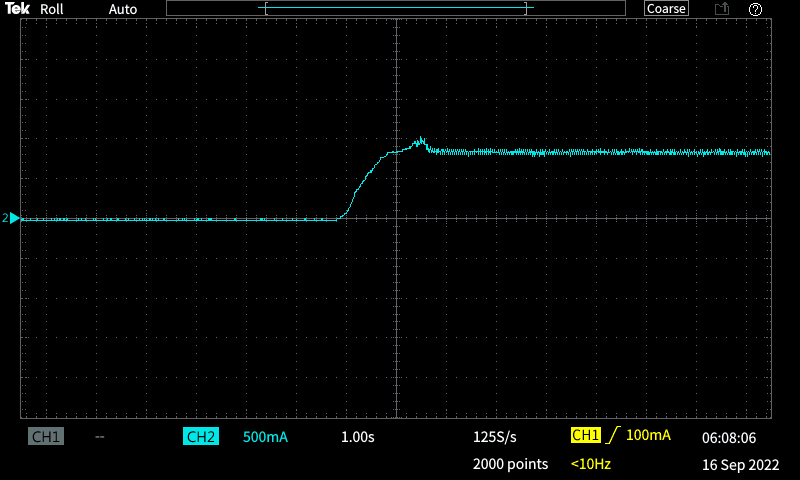 Tek Roll Auto Coarse
2
CH1 -- CH2 500mA 1.00s 125S/s CH1 100mA 06:08:06
2000 points <10Hz 16 Sep 2022